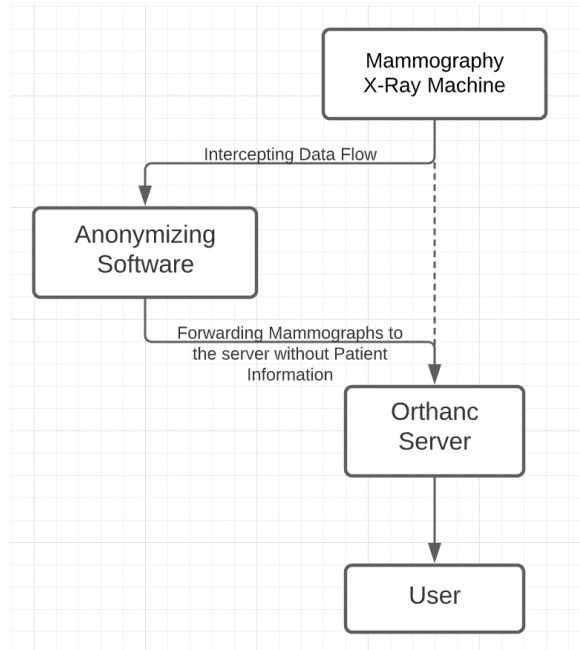 Mammography
X-Ray Machine
Intercepting Data Flow
Anonymizing
Software
Forwarding Mammographs to
the server without Patient
Information
Orthanc
Server
User